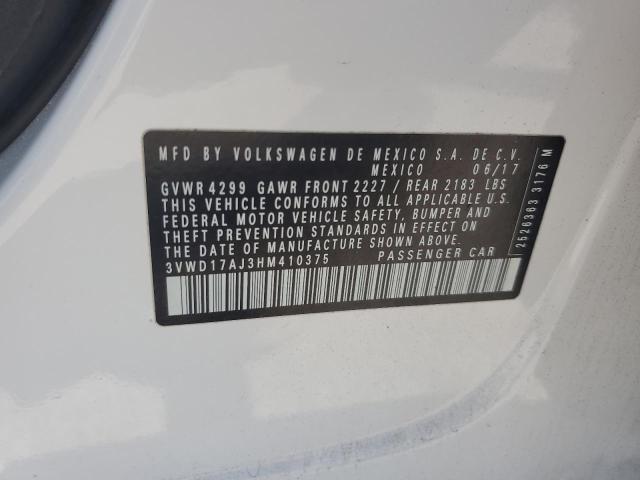 MFD BY VOLKSWAGEN DE MEXICO S.A. DE C.V.
MEXICO 06/17
GVWR 4299 GAWR FRONT 2227 / REAR 2183 LBS
THIS VEHICLE CONFORMS TO ALL APPLICABLE U.S.
FEDERAL MOTOR VEHICLE SAFETY, BUMPER AND
THEFT PREVENTION STANDARDS IN EFFECT ON
THE DATE OF MANUFACTURE SHOWN ABOVE.
3VWD17AJ3HM410375 PASSENGER CAR
2526363 3176 M